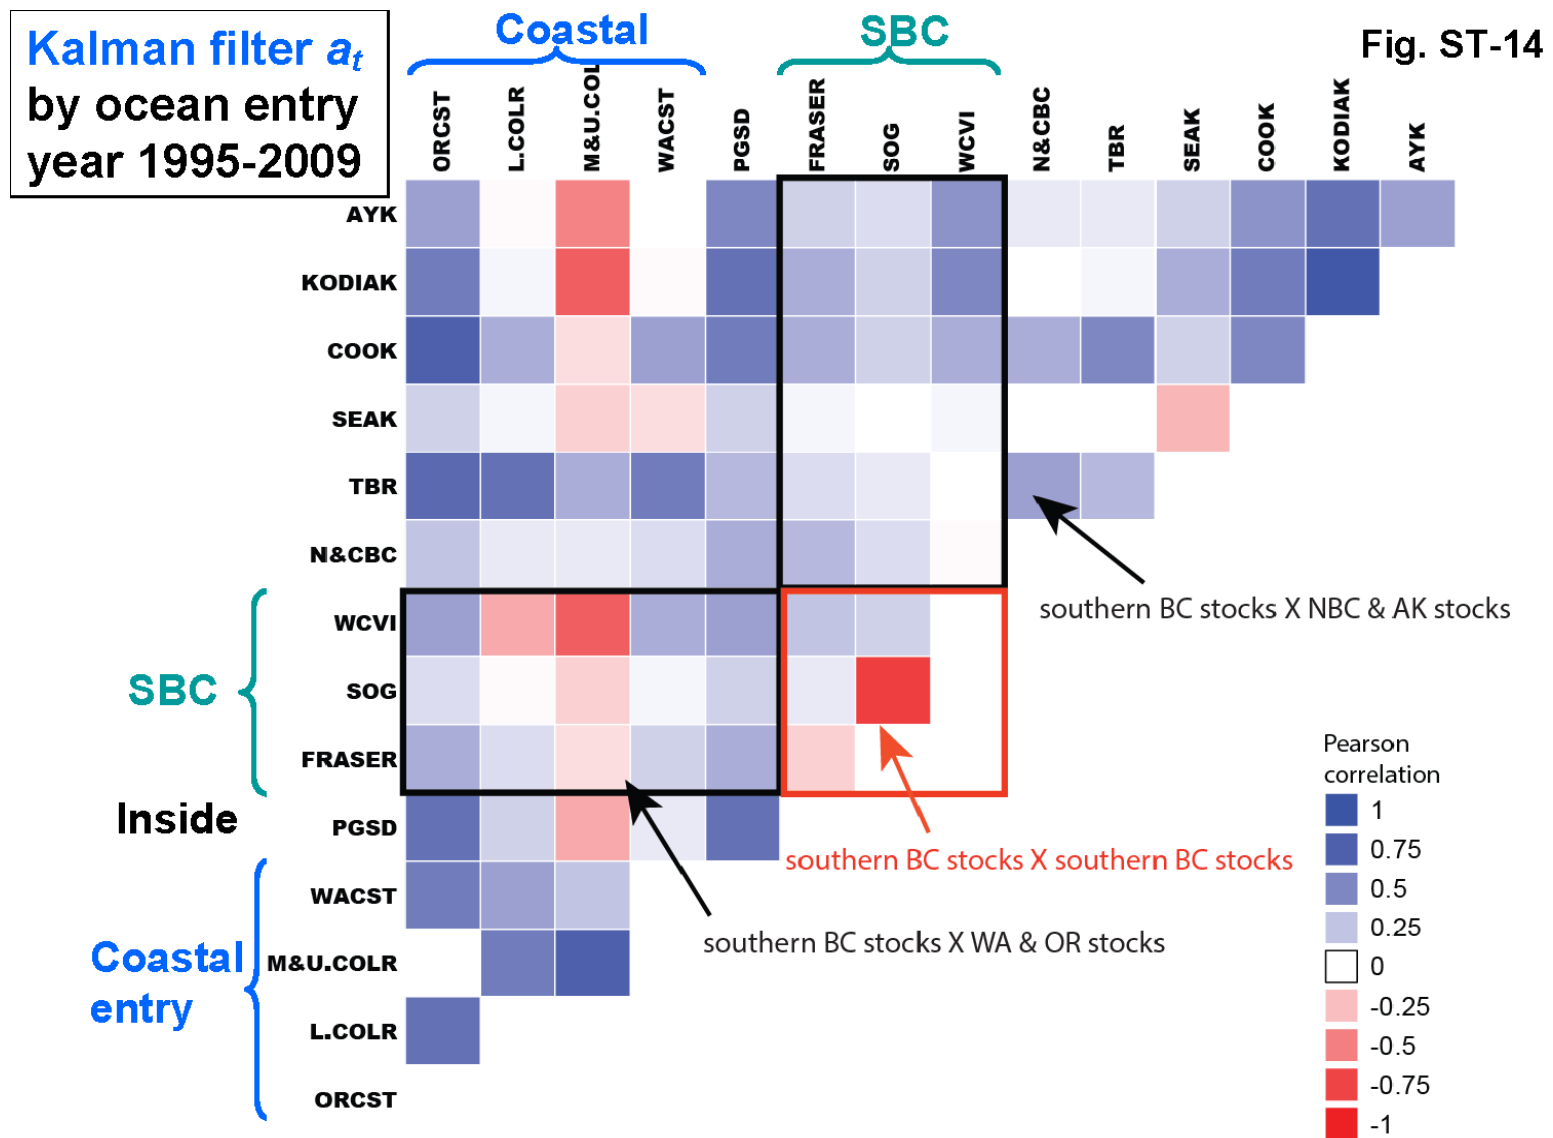 Kalman filter at
by ocean entry
year 1995-2009
Coastal
SBC
Fig. ST-14
ORCST
L.COLR
M&U.COL
WACST
PGSD
FRASER
SOG
WCVI
N&CBC
TBR
SEAK
COOK
KODIAK
AYK
AYK
KODIAK
COOK
SEAK
TBR
N&CBC
WCVI
SOG
FRASER
PGSD
WACST
M&U.COLR
L.COLR
ORCST
SBC
Inside
Coastal
entry
southern BC stocks X NBC & AK stocks
southern BC stocks X southern BC stocks
southern BC stocks X WA & OR stocks
Pearson
correlation
1
0.75
0.5
0.25
0
-0.25
-0.5
-0.75
-1